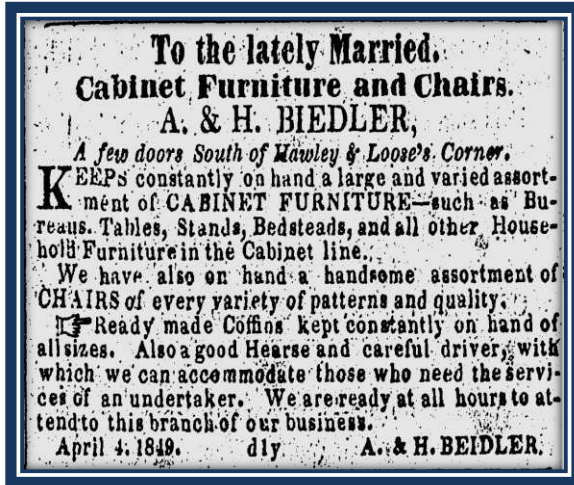 To the lately Married.
Cabinet Furniture and Chairs.
A. & H. BIEDLER,
A few doors South of Hawley & Loose's Corner.
KEEPS constantly on hand a large and varied assort-
ment of CABINET FURNITURE—such as Bu-
reaus. Tables, Stands, Bedsteads, and all other House-
hold Furniture in the Cabinet line.
We have also on hand a handsome assortment of
CHAIRS of every variety of patterns and quality.
☞Ready made Coffins kept constantly on hand of
all sizes. Also a good Hearse and careful driver, with
which we can accommodate those who need the servi-
ces of an undertaker. We are ready at all hours to at-
tend to this branch of our business.
April 4. 1849. d1y A. & H. BEIDLER.